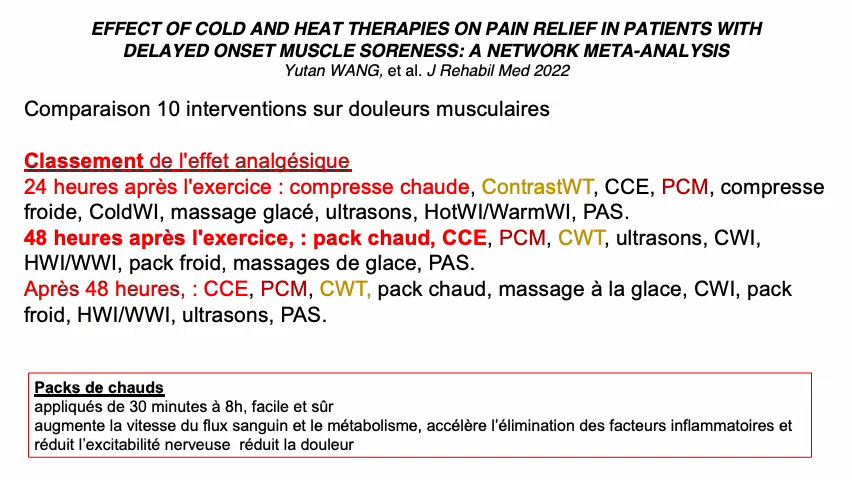 EFFECT OF COLD AND HEAT THERAPIES ON PAIN RELIEF IN PATIENTS WITH
DELAYED ONSET MUSCLE SORENESS: A NETWORK META-ANALYSIS
Yutan WANG, et al. J Rehabil Med 2022
Comparaison 10 interventions sur douleurs musculaires
Classement de l'effet analgésique
24 heures après l'exercice : compresse chaude, ContrastWT, CCE, PCM, compresse
froide, ColdWI, massage glacé, ultrasons, HotWI/WarmWI, PAS.
48 heures après l'exercice, : pack chaud, CCE, PCM, CWT, ultrasons, CWI,
HWI/WWI, pack froid, massages de glace, PAS.
Après 48 heures, : CCE, PCM, CWT, pack chaud, massage à la glace, CWI, pack
froid, HWI/WWI, ultrasons, PAS.
Packs de chauds
appliqués de 30 minutes à 8h, facile et sûr
augmente la vitesse du flux sanguin et le métabolisme, accélère l'élimination des facteurs inflammatoires et
réduit l'excitabilité nerveuse réduit la douleur